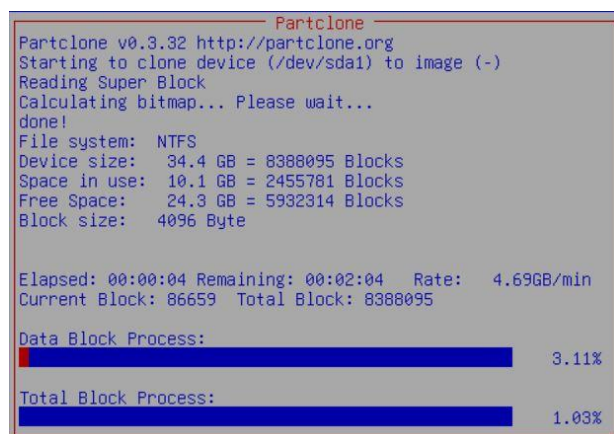 Partclone
Partclone v0.3.32 http://partclone.org
Starting to clone device (/dev/sda1) to image (-)
Reading Super Block
Calculating bitmap... Please wait...
done!
File system:  NTFS
Device size:   34.4 GB = 8388095 Blocks
Space in use:  10.1 GB = 2455781 Blocks
Free Space:    24.3 GB = 5932314 Blocks
Block size:   4096 Byte
Elapsed: 00:00:04 Remaining: 00:02:04   Rate:   4.69GB/min
Current Block: 86659  Total Block: 8388095
Data Block Process:
3.11%
Total Block Process:
1.03%